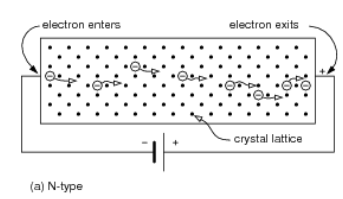 electron enters
electron exits
+
− +
crystal lattice
(a) N-type